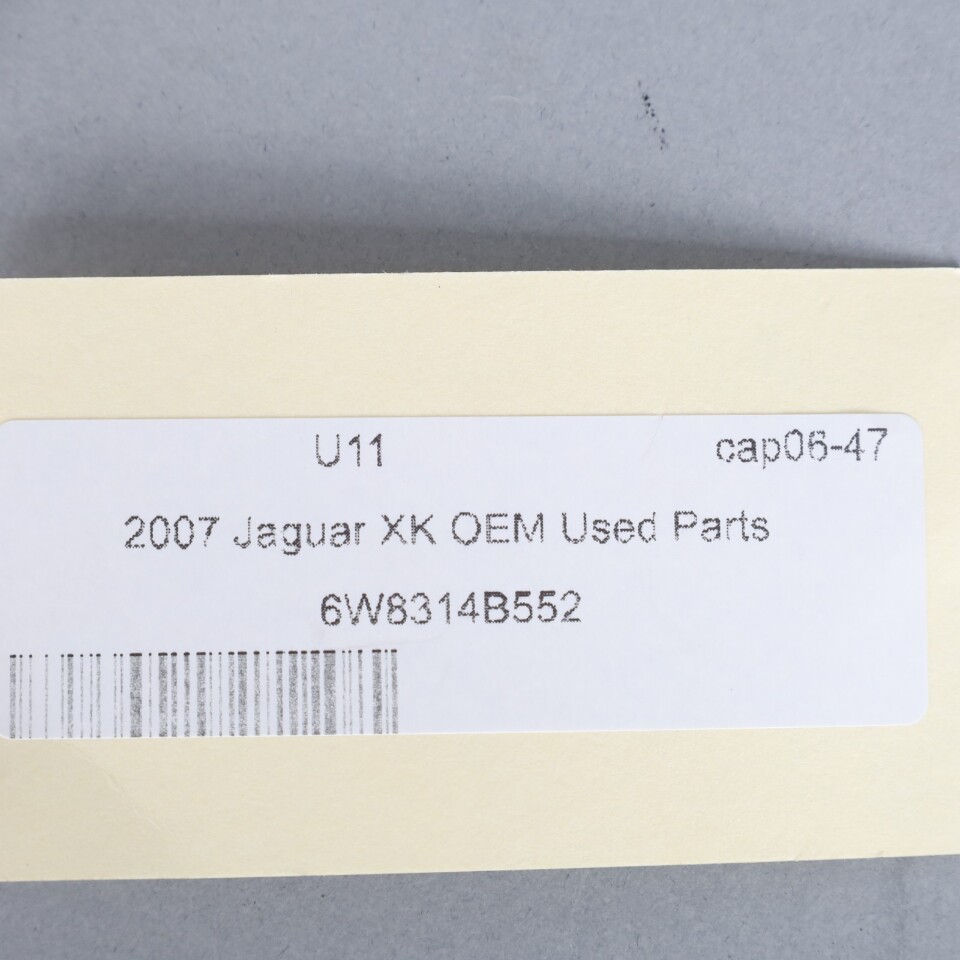 U11 cap06-47
2007 Jaguar XK OEM Used Parts
6W8314B552